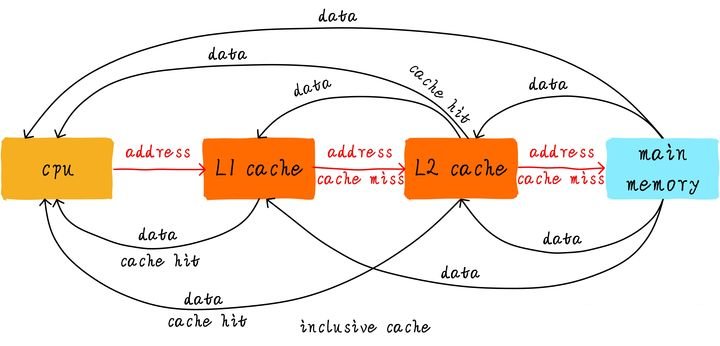 data
data
data
cache hit
data
cpu
address
L1 cache
address
cache miss
L2 cache
address
cache miss
main
memory
data
cache hit
data
data
data
cache hit
inclusive cache